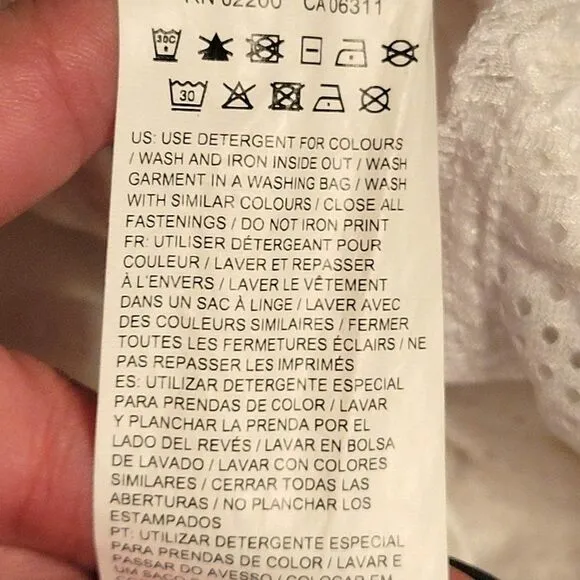 RN 62200 CA06311
30C
30
US: USE DETERGENT FOR COLOURS
/ WASH AND IRON INSIDE OUT / WASH
GARMENT IN A WASHING BAG / WASH
WITH SIMILAR COLOURS / CLOSE ALL
FASTENINGS / DO NOT IRON PRINT
FR: UTILISER DÉTERGEANT POUR
COULEUR / LAVER ET REPASSER
À L'ENVERS / LAVER LE VÊTEMENT
DANS UN SAC À LINGE / LAVER AVEC
DES COULEURS SIMILAIRES / FERMER
TOUTES LES FERMETURES ÉCLAIRS / NE
PAS REPASSER LES IMPRIMÉS
ES: UTILIZAR DETERGENTE ESPECIAL
PARA PRENDAS DE COLOR / LAVAR
Y PLANCHAR LA PRENDA POR EL
LADO DEL REVÉS / LAVAR EN BOLSA
DE LAVADO / LAVAR CON COLORES
SIMILARES / CERRAR TODAS LAS
ABERTURAS / NO PLANCHAR LOS
ESTAMPADOS
PT: UTILIZAR DETERGENTE ESPECIAL
PARA PRENDAS DE COLOR / LAVAR E
PASSAR DO AVESSO / COLOCAR EM
UM SACO